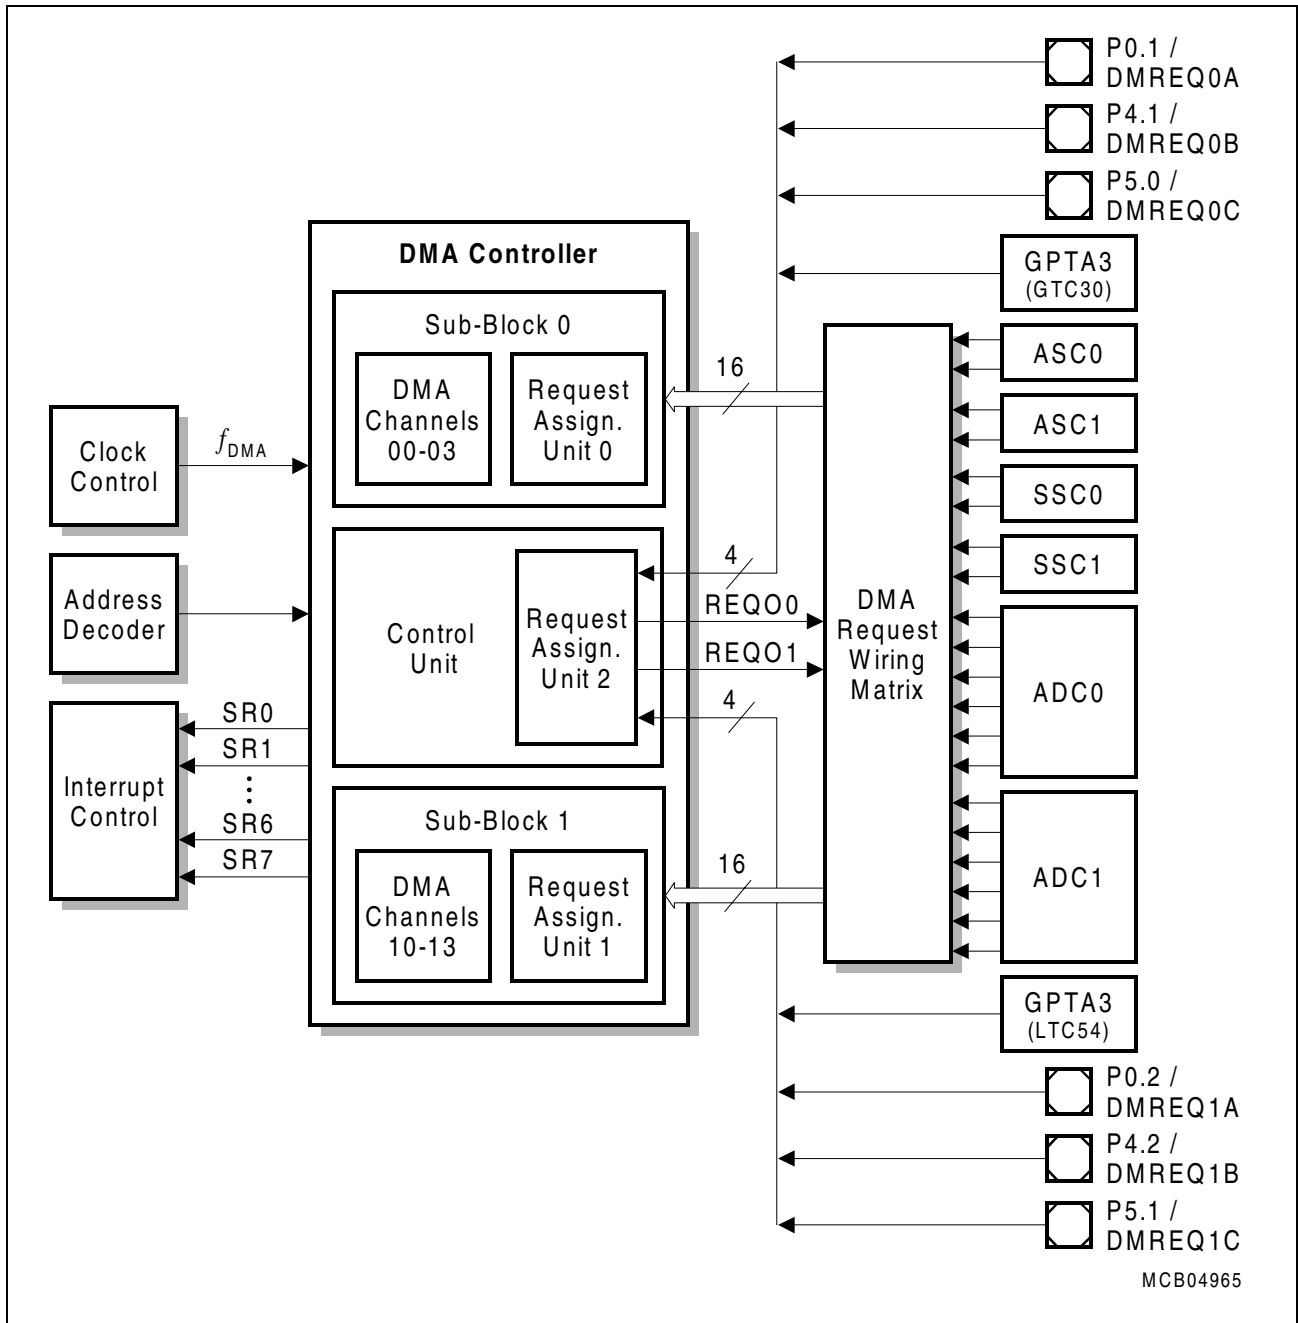 P0.1 /
DMREQ0A
P4.1 /
DMREQ0B
P5.0 /
DMREQ0C
GPTA3
(GTC30)
DMA Controller
Sub-Block 0
DMA
Channels
00-03
Request
Assign.
Unit 0
16
ASC0
ASC1
SSC0
SSC1
Clock
Control
fDMA
Address
Decoder
Control
Unit
Request
Assign.
Unit 2
4
REQO0
REQO1
4
DMA
Request
Wiring
Matrix
ADC0
ADC1
Interrupt
Control
SR0
SR1
SR6
SR7
Sub-Block 1
DMA
Channels
10-13
Request
Assign.
Unit 1
16
GPTA3
(LTC54)
P0.2 /
DMREQ1A
P4.2 /
DMREQ1B
P5.1 /
DMREQ1C
MCB04965